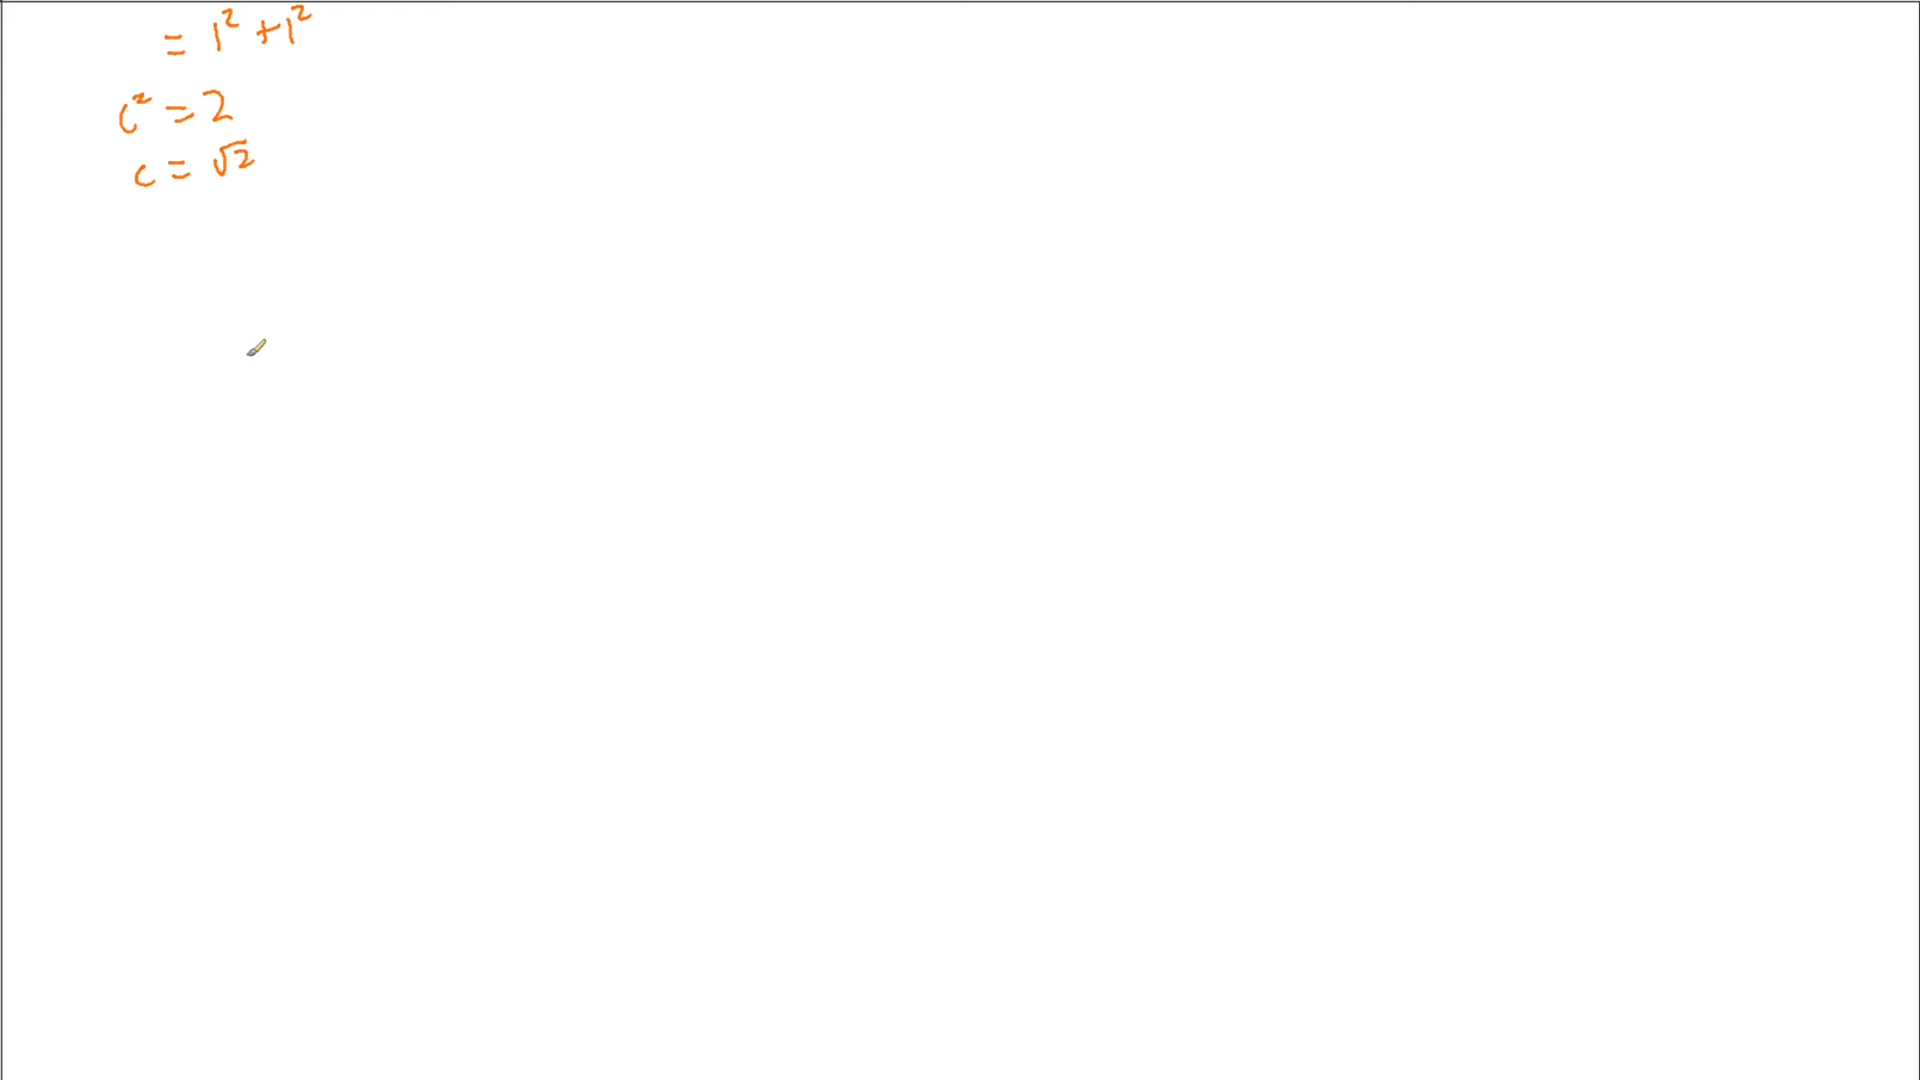 = 1² + 1²
c² = 2
c = √2